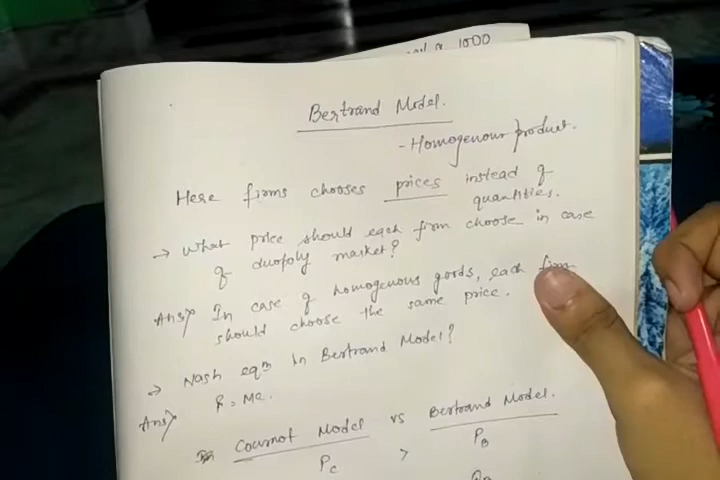 1000
Bertrand Model.
- Homogenous product.
Here firms chooses prices instead of quantities.
→ What price should each firm choose in case
of duopoly market?
Ans> In case of homogenous goods, each firm
should choose the same price.
→ Nash eqm in Bertrand Model?
Ans> P = MC.
Cournot Model vs Bertrand Model.
Pc > PB